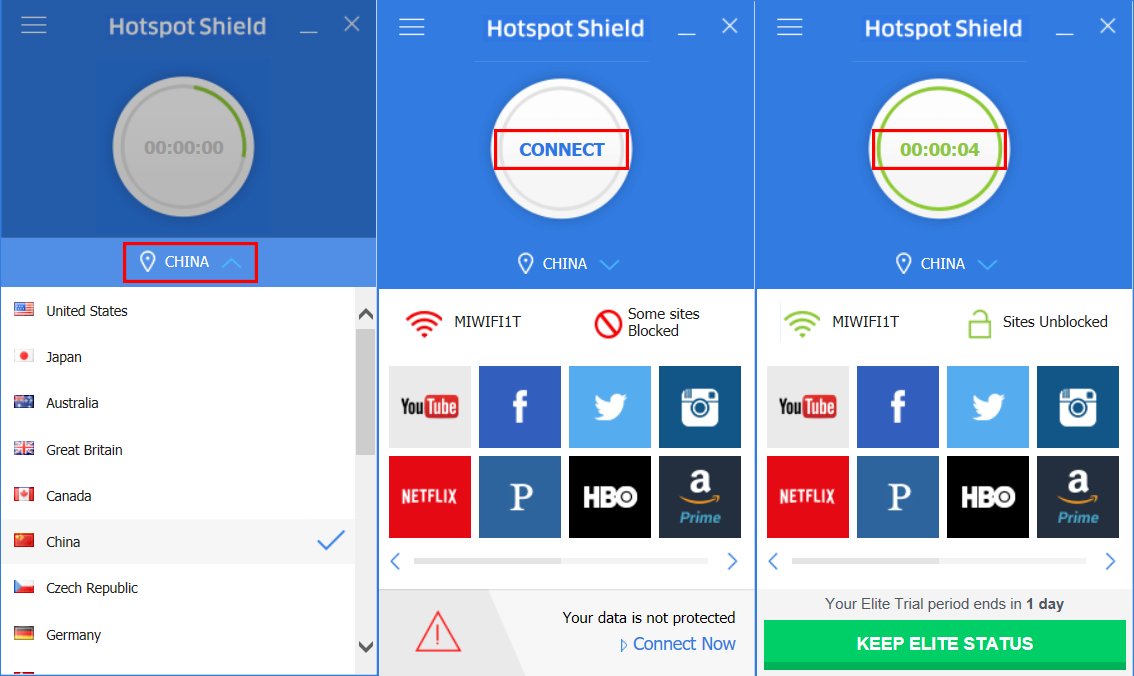 Hotspot Shield
00:00:00
CHINA
United States
Japan
Australia
Great Britain
Canada
China
Czech Republic
Germany
Hotspot Shield
CONNECT
CHINA
MIWIFI1T
Some sites
Blocked
YouTube
f
NETFLIX
P
HBO
a
Prime
Your data is not protected
Connect Now
Hotspot Shield
00:00:04
CHINA
MIWIFI1T
Sites Unblocked
YouTube
f
NETFLIX
P
HBO
a
Prime
Your Elite Trial period ends in 1 day
KEEP ELITE STATUS